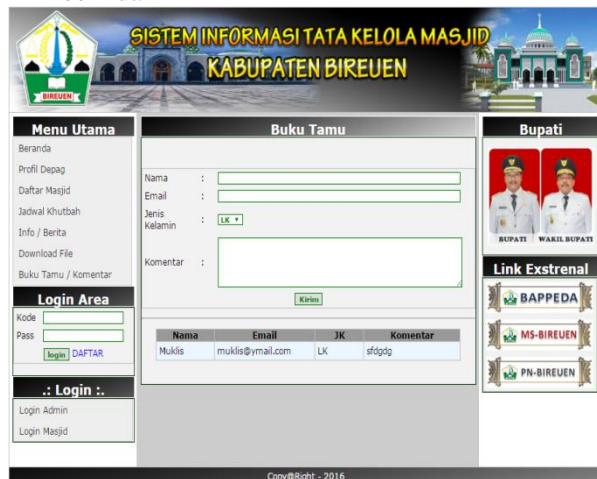 SISTEM INFORMASI TATA KELOLA MASJID
KABUPATEN BIREUEN
BIREUEN
Menu Utama
Beranda
Profil Depag
Daftar Masjid
Jadwal Khutbah
Info / Berita
Download File
Buku Tamu / Komentar
Login Area
Kode
Pass
login DAFTAR
.: Login :.
Login Admin
Login Masjid
Buku Tamu
Nama :
Email :
Jenis
Kelamin : LK
Komentar :
Kirim
Nama Email JK Komentar
Muklis muklis@ymail.com LK sfdgdg
Bupati
BUPATI WAKIL BUPATI
Link Exstrenal
BAPPEDA
MS-BIREUEN
PN-BIREUEN
Copy@Right - 2016